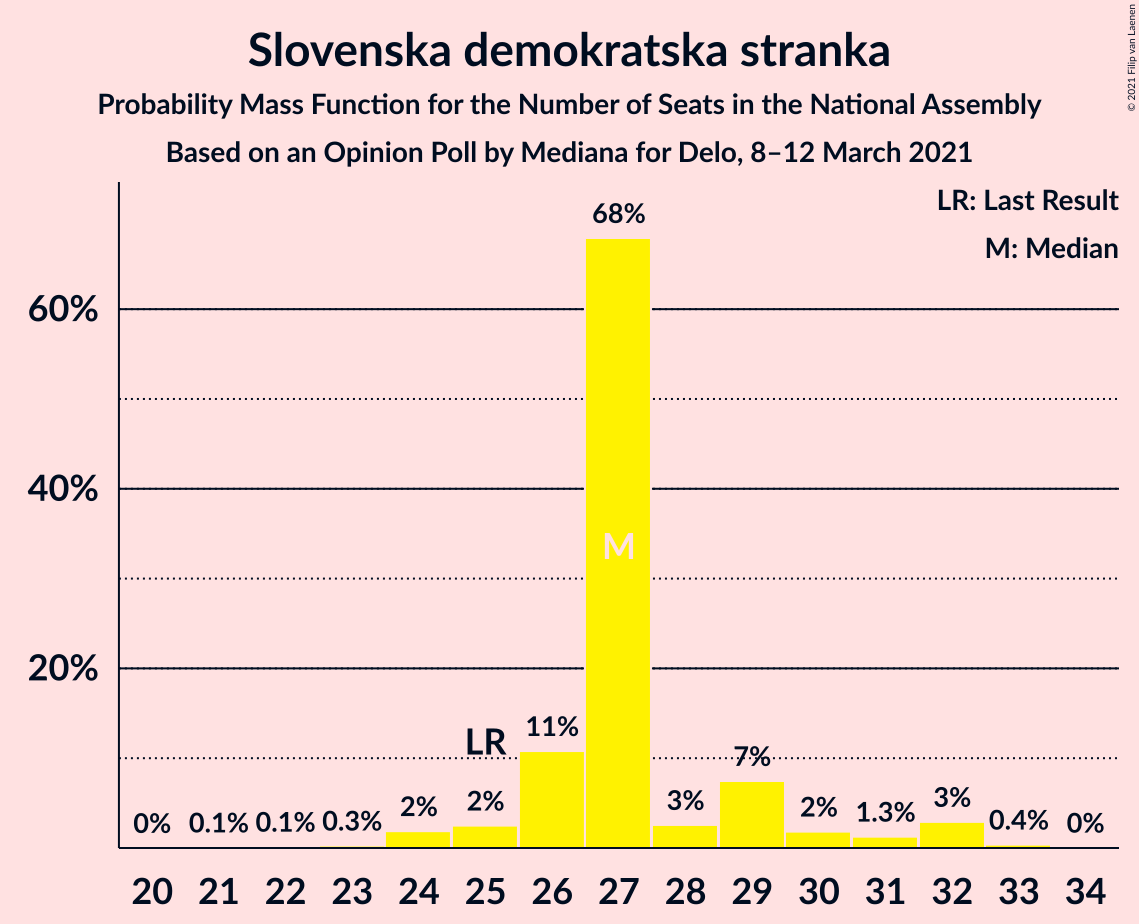 Slovenska demokratska stranka
Probability Mass Function for the Number of Seats in the National Assembly
Based on an Opinion Poll by Mediana for Delo, 8–12 March 2021
© 2021 Filip van Laenen
LR: Last Result
M: Median
60%
40%
20%
0%
0.1%
0.1%
0.3%
2%
LR
2%
11%
68%
M
3%
7%
2%
1.3%
3%
0.4%
0%
20 21 22 23 24 25 26 27 28 29 30 31 32 33 34